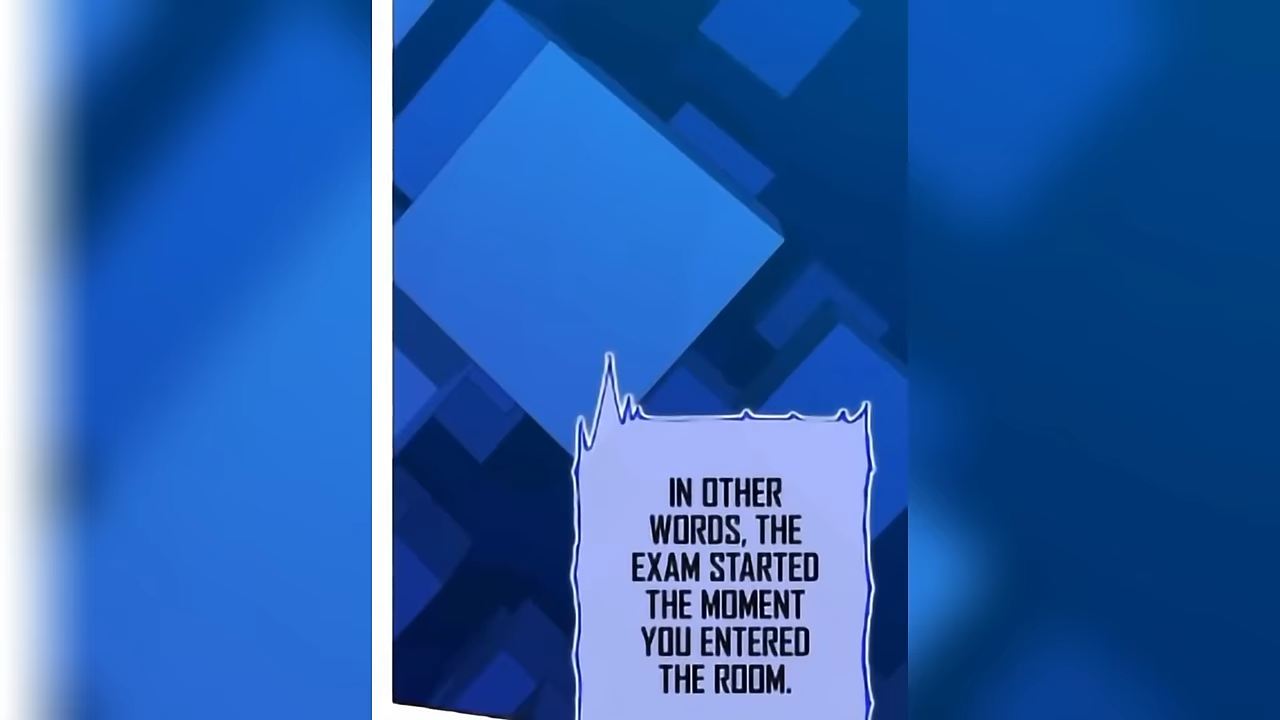 IN OTHER
WORDS, THE
EXAM STARTED
THE MOMENT
YOU ENTERED
THE ROOM.